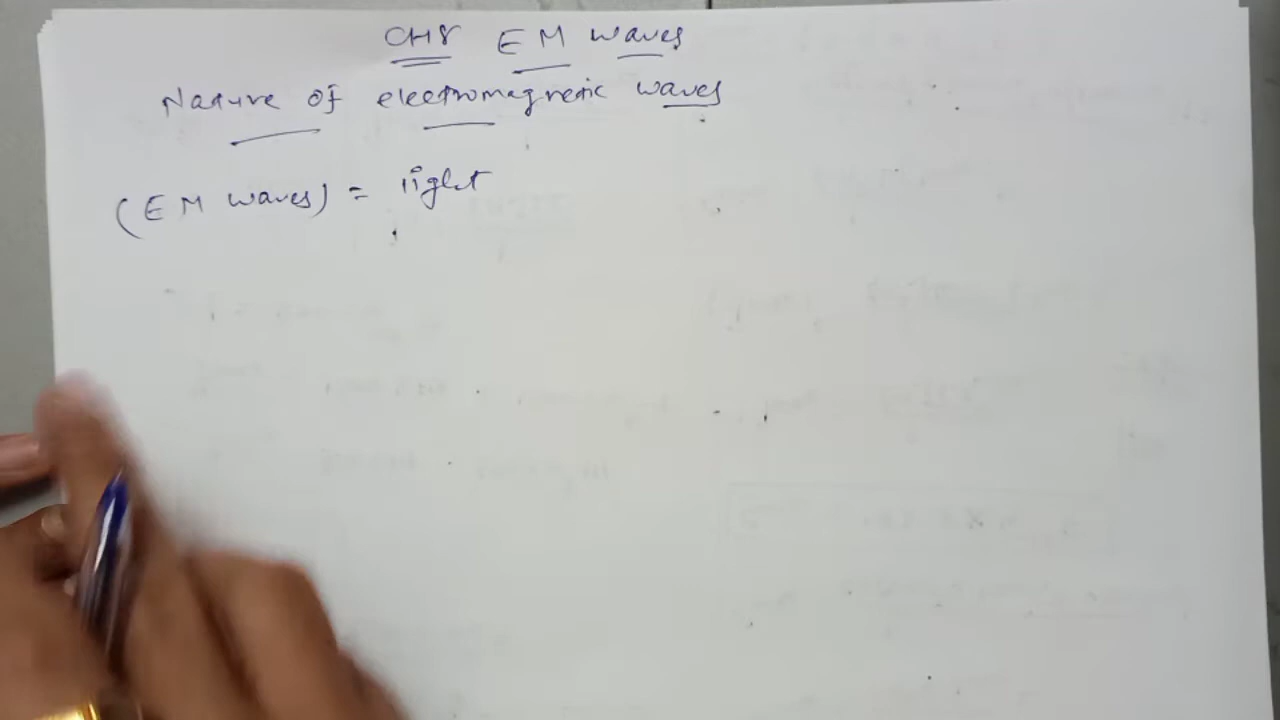 CH8 EM waves
Nature of electromagnetic waves
(EM waves) = light